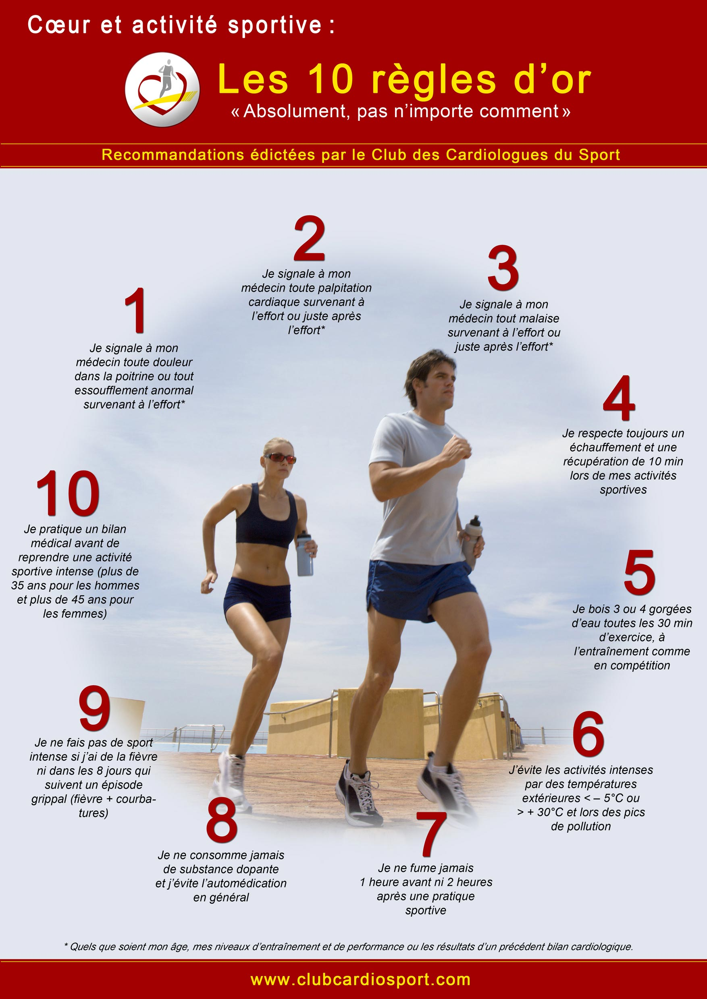 Cœur et activité sportive :
Les 10 règles d’or
« Absolument, pas n’importe comment »
Recommandations édictées par le Club des Cardiologues du Sport
1
Je signale à mon
médecin toute douleur
dans la poitrine ou tout
essoufflement anormal
survenant à l’effort*
2
Je signale à mon
médecin toute palpitation
cardiaque survenant à
l’effort ou juste après
l’effort*
3
Je signale à mon
médecin tout malaise
survenant à l’effort ou
juste après l’effort*
4
Je respecte toujours un
échauffement et une
récupération de 10 min
lors de mes activités
sportives
5
Je bois 3 ou 4 gorgées
d’eau toutes les 30 min
d’exercice, à
l’entraînement comme
en compétition
6
J’évite les activités intenses
par des températures
extérieures < – 5°C ou
> + 30°C et lors des pics
de pollution
7
Je ne fume jamais
1 heure avant ni 2 heures
après une pratique
sportive
8
Je ne consomme jamais
de substance dopante
et j’évite l’automédication
en général
9
Je ne fais pas de sport
intense si j’ai de la fièvre
ni dans les 8 jours qui
suivent un épisode
grippal (fièvre + courba-
tures)
10
Je pratique un bilan
médical avant de
reprendre une activité
sportive intense (plus de
35 ans pour les hommes
et plus de 45 ans pour
les femmes)
* Quels que soient mon âge, mes niveaux d’entraînement et de performance ou les résultats d’un précédent bilan cardiologique.
www.clubcardiosport.com